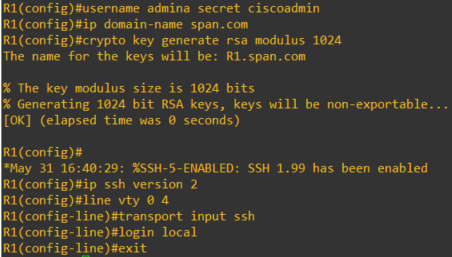 R1(config)#username admina secret ciscoadmin
R1(config)#ip domain-name span.com
R1(config)#crypto key generate rsa modulus 1024
The name for the keys will be: R1.span.com

% The key modulus size is 1024 bits
% Generating 1024 bit RSA keys, keys will be non-exportable...
[OK] (elapsed time was 0 seconds)

R1(config)#
*May 31 16:40:29: %SSH-5-ENABLED: SSH 1.99 has been enabled
R1(config)#ip ssh version 2
R1(config)#line vty 0 4
R1(config-line)#transport input ssh
R1(config-line)#login local
R1(config-line)#exit